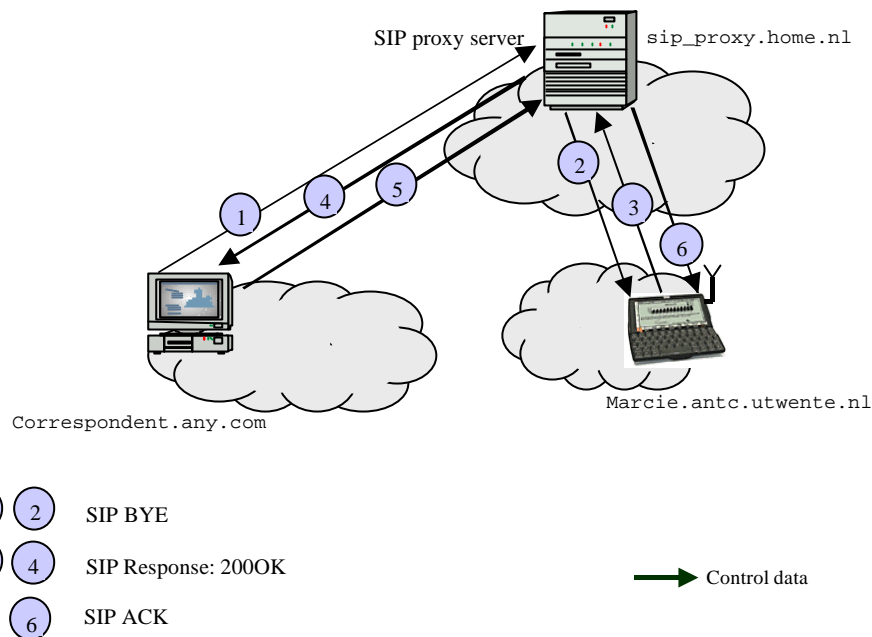 SIP proxy server
sip_proxy.home.nl
2
1
4
5
3
6
Correspondent.any.com
Marcie.antc.utwente.nl
2 SIP BYE
4 SIP Response: 200OK
Control data
6 SIP ACK